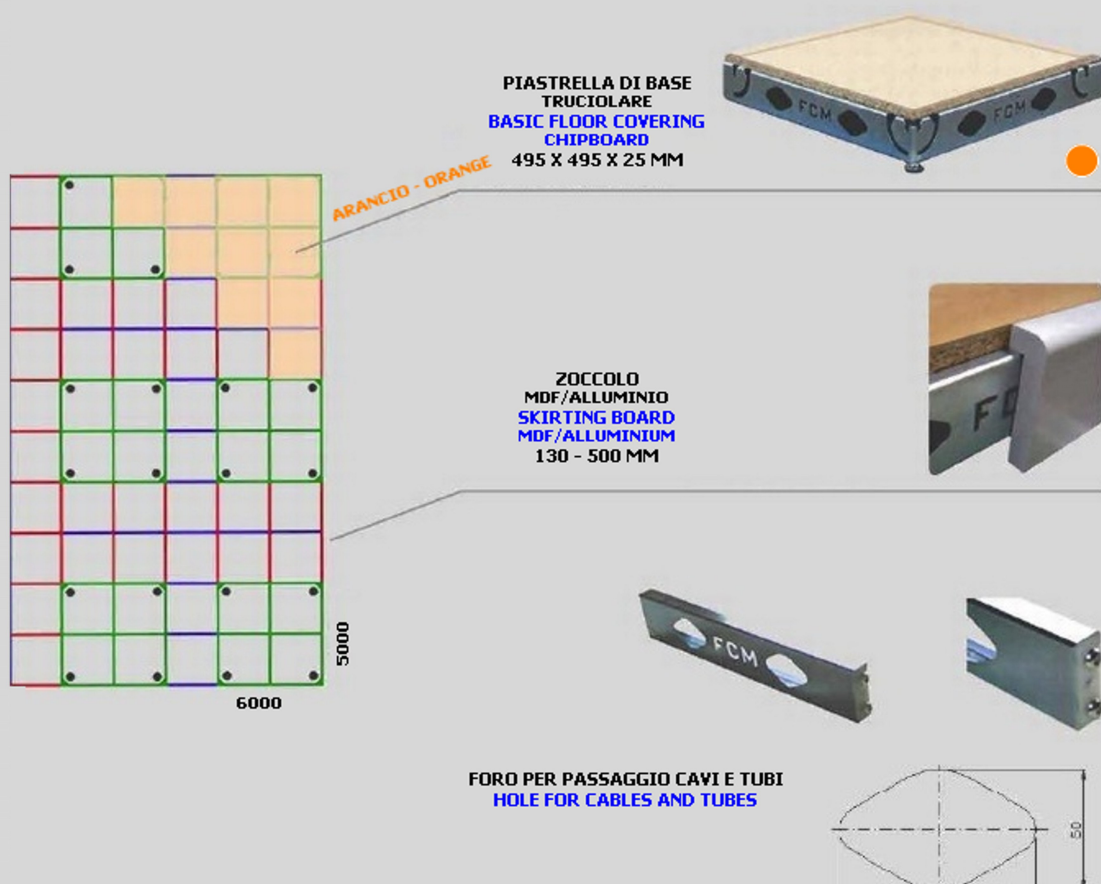 PIASTRELLA DI BASE
TRUCIOLARE
BASIC FLOOR COVERING
CHIPBOARD
495 X 495 X 25 MM
FCM
FCM
ARANCIO - ORANGE
ZOCCOLO
MDF/ALLUMINIO
SKIRTING BOARD
MDF/ALLUMINIUM
130 - 500 MM
FCM
5000
6000
FORO PER PASSAGGIO CAVI E TUBI
HOLE FOR CABLES AND TUBES
50